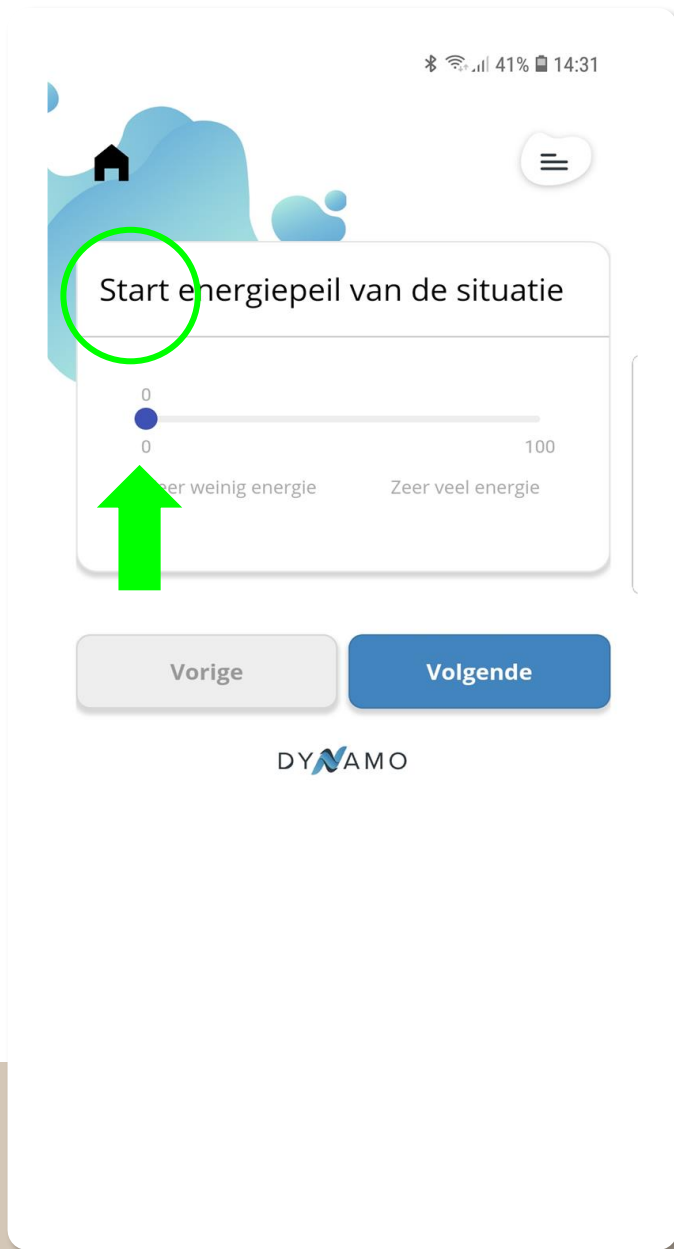 41% 14:31
Start energiepeil van de situatie
0
0 100
weinig energie Zeer veel energie
Vorige Volgende
DYNAMO